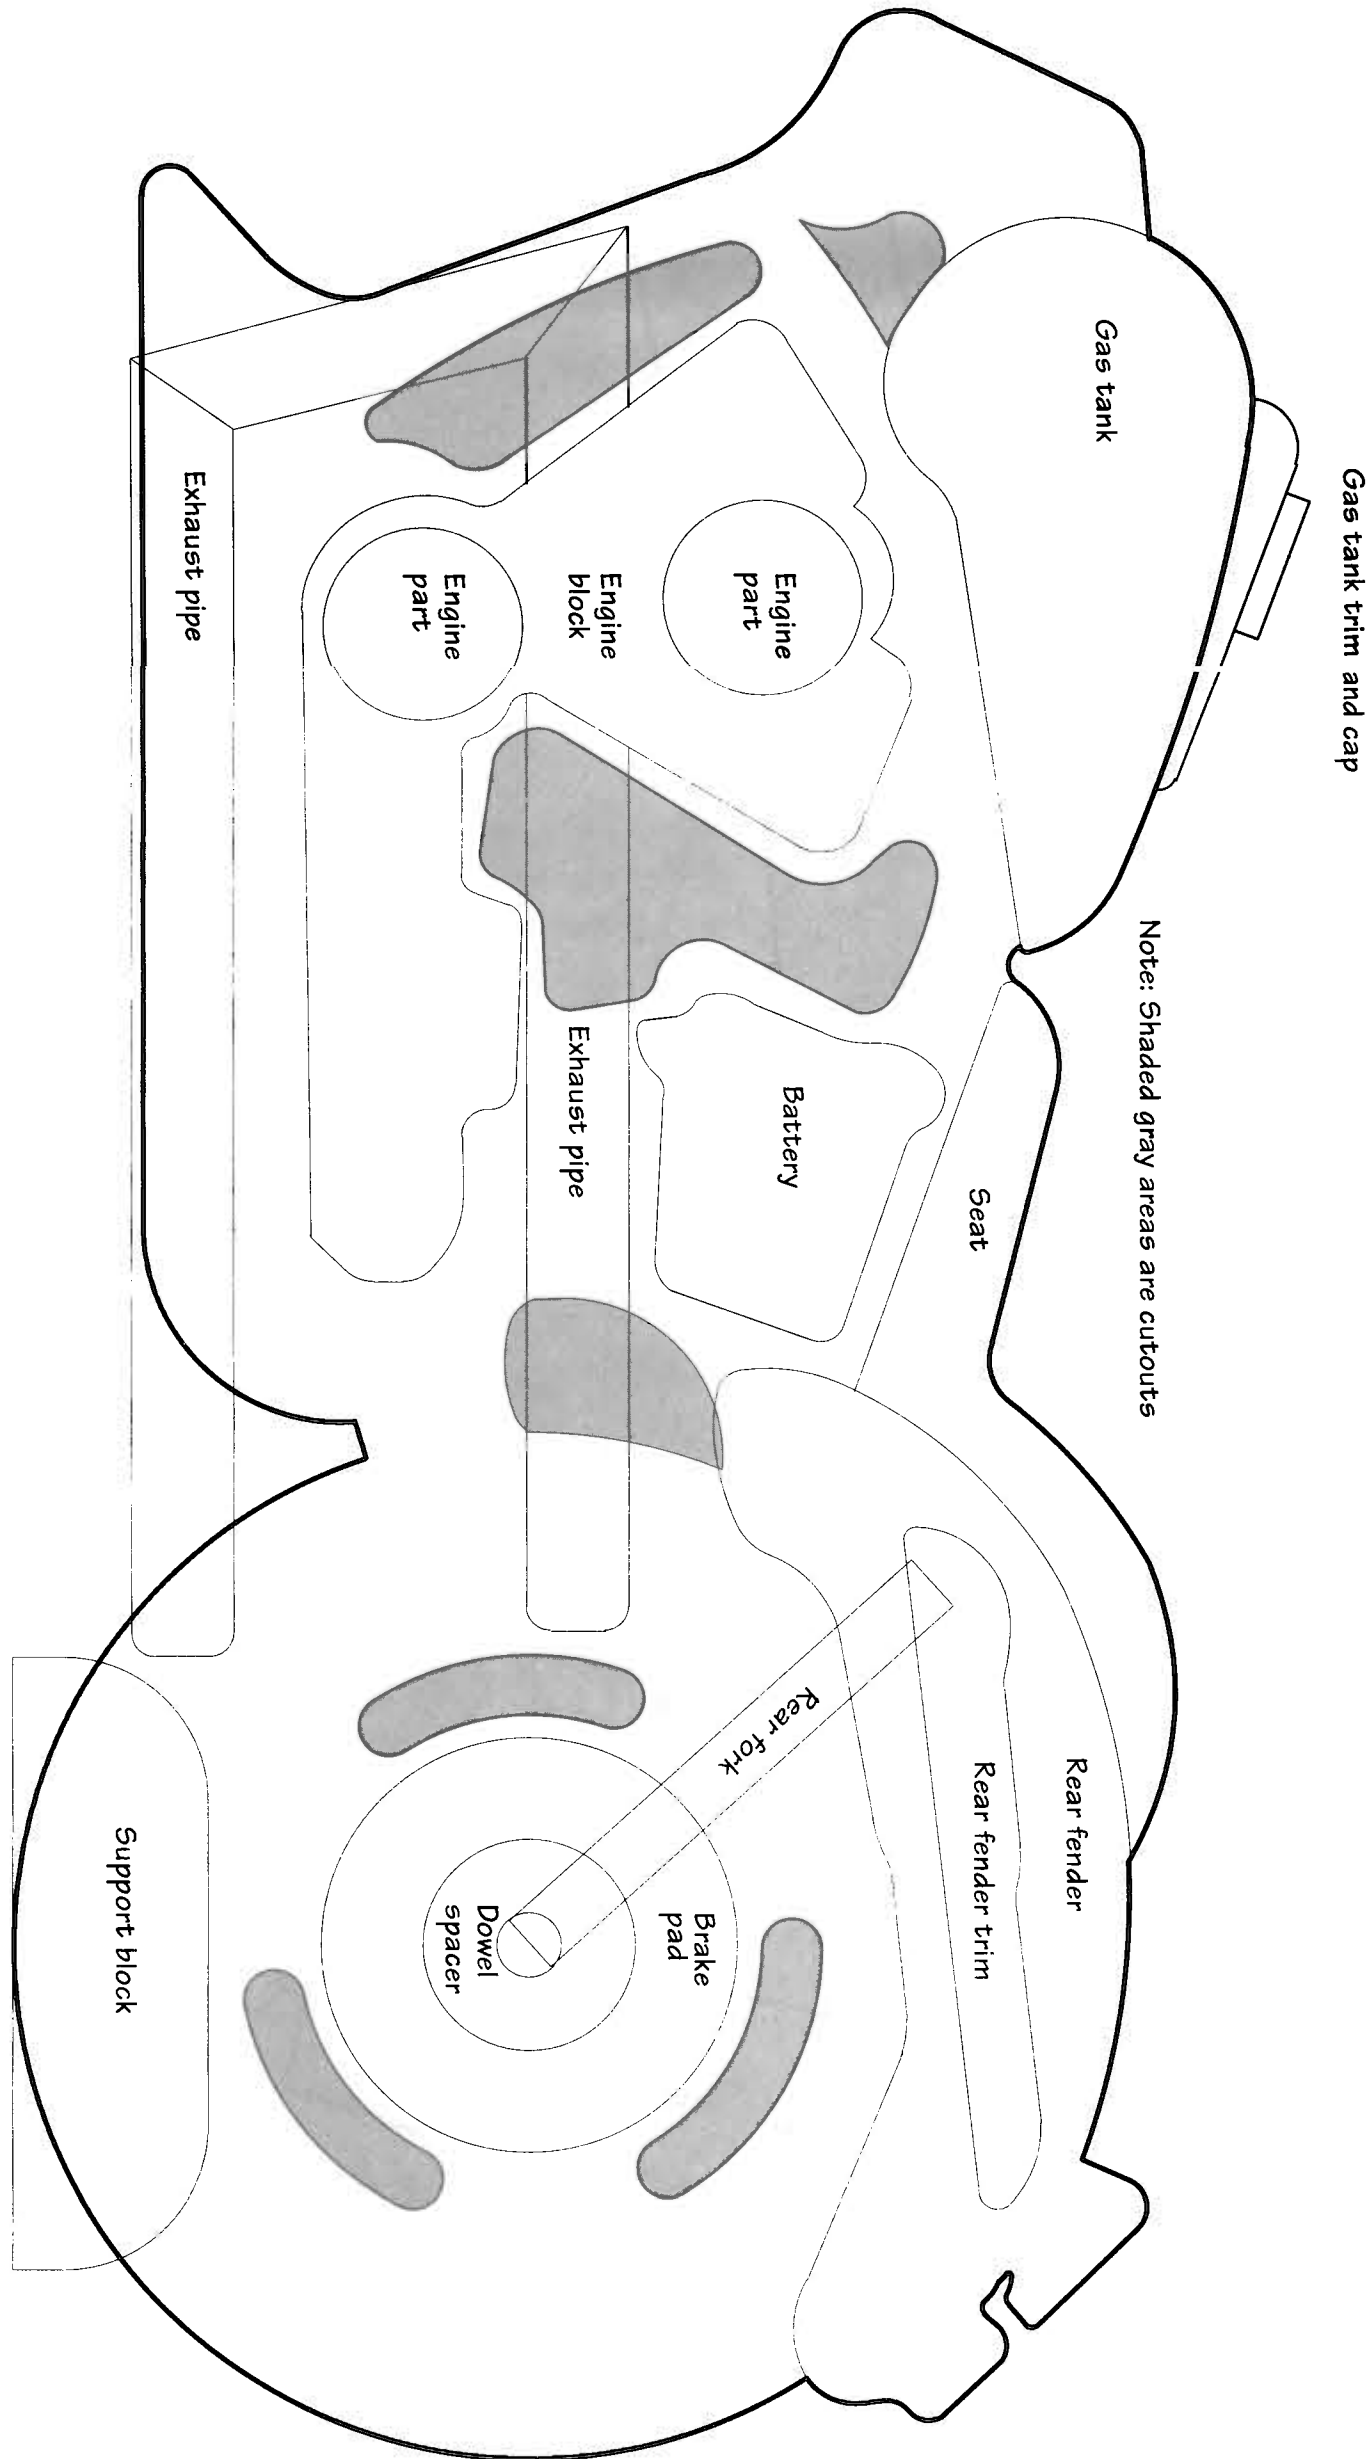 Gas tank trim and cap
Note: Shaded gray areas are cutouts
Gas tank
Seat
Rear fender
Rear fender trim
Engine
part
Battery
Rear fork
Brake
pad
Engine
block
Exhaust pipe
Engine
part
Dowel
spacer
Exhaust pipe
Support block